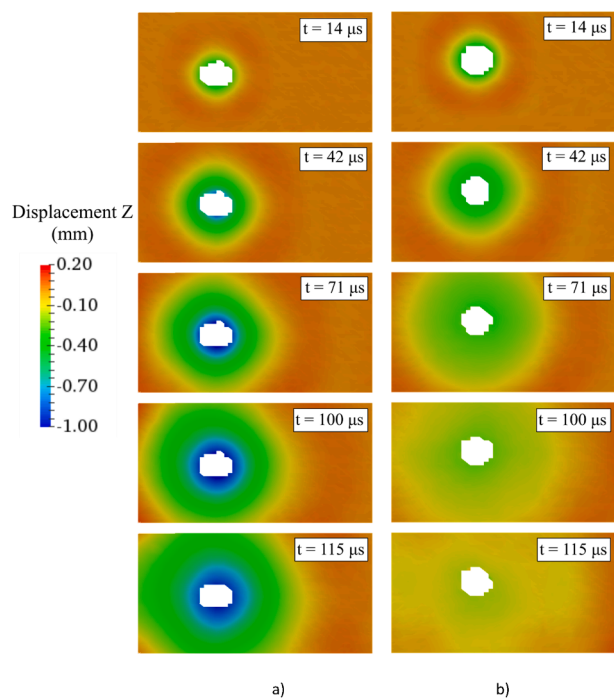 t = 14 μs
t = 14 μs
t = 42 μs
t = 42 μs
Displacement Z
(mm)
0.20
-0.10
-0.40
-0.70
-1.00
t = 71 μs
t = 71 μs
t = 100 μs
t = 100 μs
t = 115 μs
t = 115 μs
a)
b)